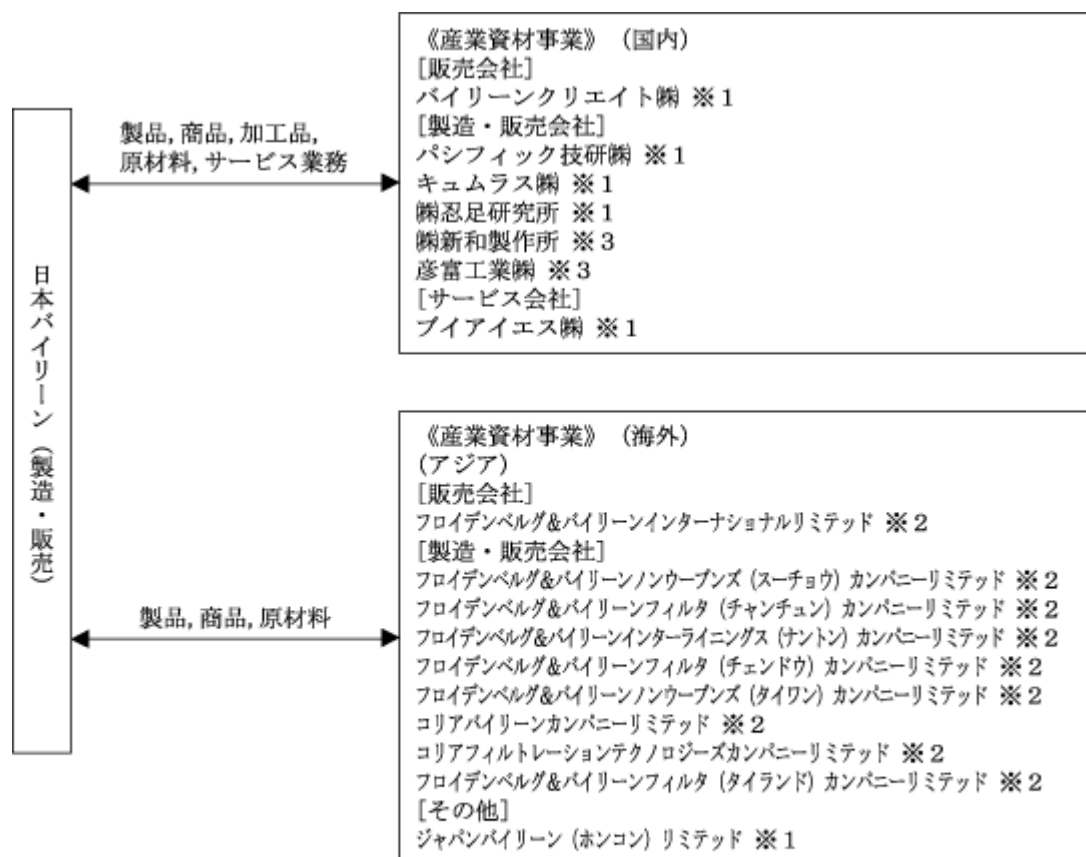 《産業資材事業》（国内）
[販売会社]
バイリーンクリエイト㈱ ※１
[製造・販売会社]
パシフィック技研㈱ ※１
キュムラス㈱ ※１
㈱忍足研究所 ※１
㈱新和製作所 ※３
彦富工業㈱ ※３
[サービス会社]
ブイアイエス㈱ ※１
製品, 商品, 加工品,
原材料, サービス業務
日本バイリーン（製造・販売）
《産業資材事業》（海外）
(アジア)
[販売会社]
フロイデンベルグ&バイリーンインターナショナルリミテッド ※２
[製造・販売会社]
フロイデンベルグ&バイリーンノンウーブンズ (スーチョウ) カンパニーリミテッド ※２
フロイデンベルグ&バイリーンフィルタ (チャンチュン) カンパニーリミテッド ※２
フロイデンベルグ&バイリーンインターライニングス (ナントン) カンパニーリミテッド ※２
フロイデンベルグ&バイリーンフィルタ (チェンドウ) カンパニーリミテッド ※２
フロイデンベルグ&バイリーンノンウーブンズ (タイワン) カンパニーリミテッド ※２
コリアバイリーンカンパニーリミテッド ※２
コリアフィルトレーションテクノロジーズカンパニーリミテッド ※２
フロイデンベルグ&バイリーンフィルタ (タイランド) カンパニーリミテッド ※２
[その他]
ジャパンバイリーン (ホンコン) リミテッド ※１
製品, 商品, 原材料